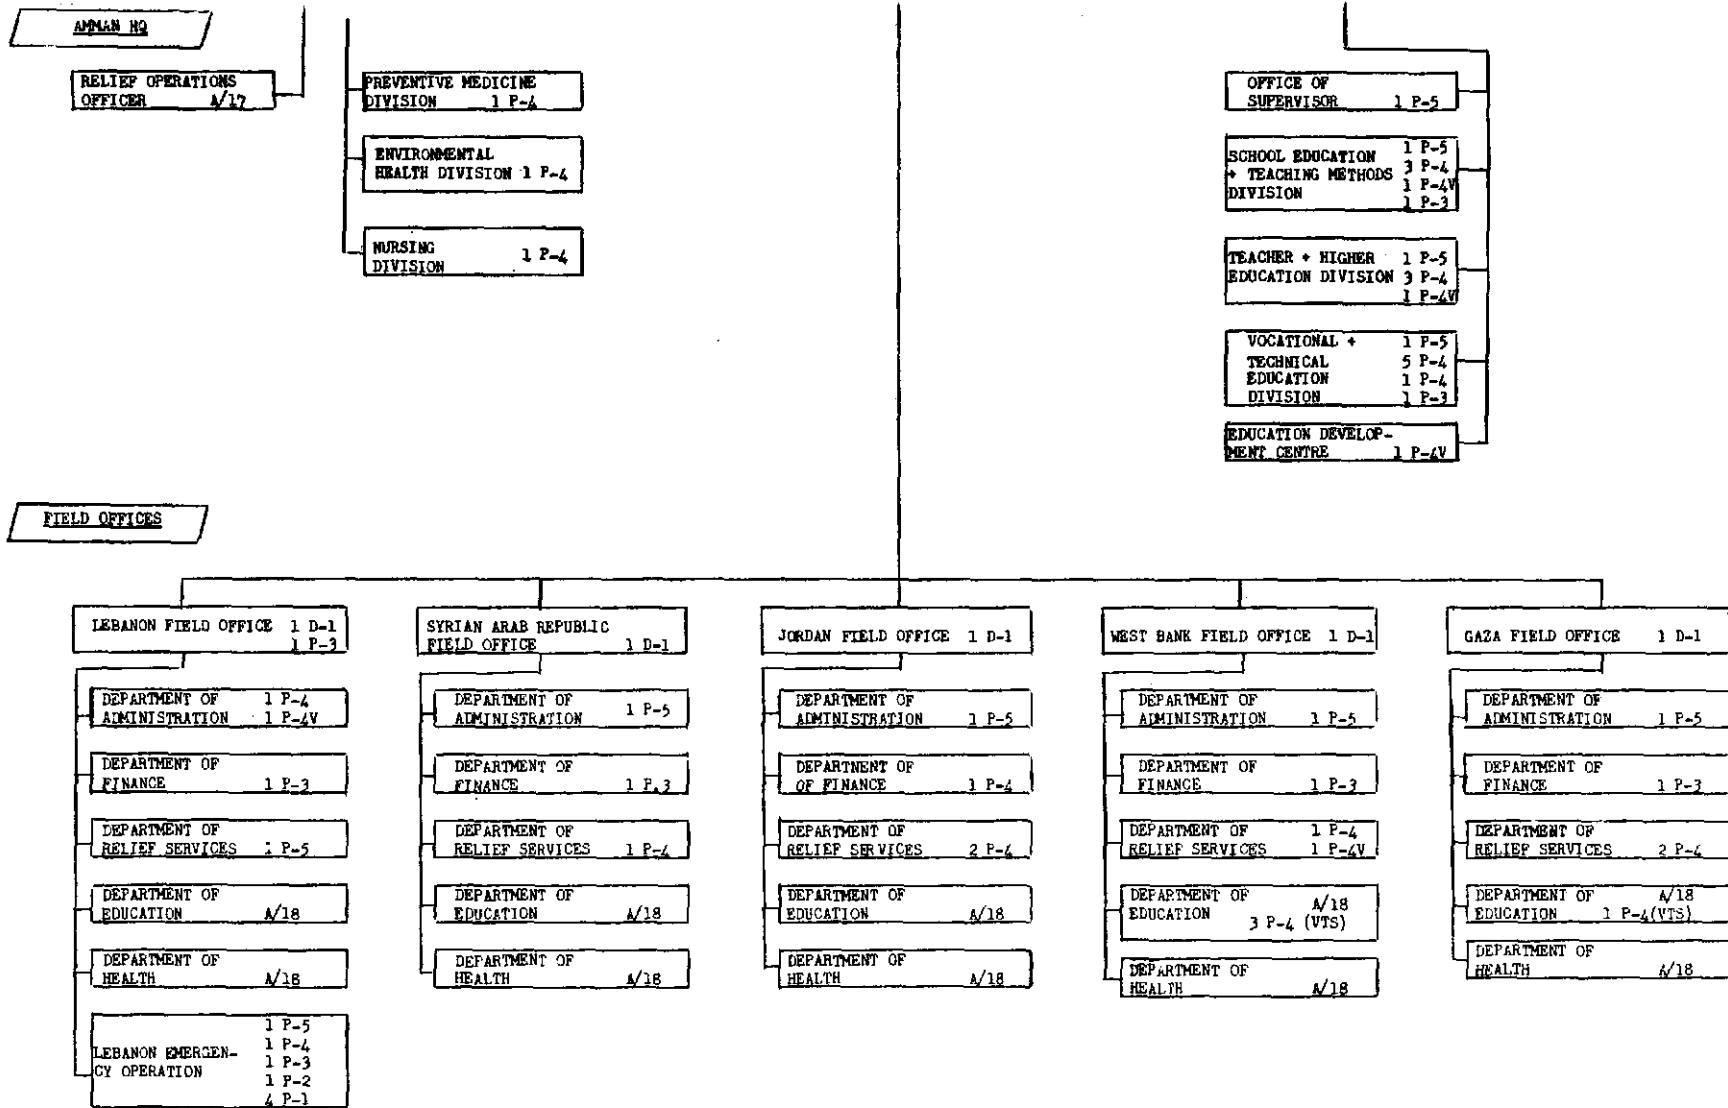 AMMAN HQ
RELIEF OPERATIONS
OFFICER A/17
PREVENTIVE MEDICINE
DIVISION 1 P-4
ENVIRONMENTAL
HEALTH DIVISION 1 P-4
NURSING 1 P-4
DIVISION
OFFICE OF
SUPERVISOR 1 P-5
SCHOOL EDUCATION 1 P-5
+ TEACHING METHODS 3 P-4
DIVISION 1 P-4V
1 P-3
TEACHER + HIGHER 1 P-5
EDUCATION DIVISION 3 P-4
1 P-4V
VOCATIONAL + 1 P-5
TECHNICAL 5 P-4
EDUCATION 1 P-4
DIVISION 1 P-3
EDUCATION DEVELOP-
MENT CENTRE 1 P-4V
FIELD OFFICES
LEBANON FIELD OFFICE 1 D-1
1 P-3
DEPARTMENT OF 1 P-4
ADMINISTRATION 1 P-4V
DEPARTMENT OF
FINANCE 1 P-3
DEPARTMENT OF
RELIEF SERVICES 1 P-5
DEPARTMENT OF
EDUCATION A/18
DEPARTMENT OF
HEALTH A/18
LEBANON EMERGEN-
CY OPERATION
1 P-5
1 P-4
1 P-3
1 P-2
4 P-1
SYRIAN ARAB REPUBLIC
FIELD OFFICE 1 D-1
DEPARTMENT OF
ADMINISTRATION 1 P-5
DEPARTMENT OF
FINANCE 1 P.3
DEPARTMENT OF
RELIEF SERVICES 1 P-4
DEPARTMENT OF
EDUCATION A/18
DEPARTMENT OF
HEALTH A/18
JORDAN FIELD OFFICE 1 D-1
DEPARTMENT OF
ADMINISTRATION 1 P-5
DEPARTNENT OF
OF FINANCE 1 P-4
DEPARTMENT OF
RELIEF SERVICES 2 P-4
DEPARTMENT OF
EDUCATION A/18
DEPARTMENT OF
HEALTH A/18
WEST BANK FIELD OFFICE 1 D-1
DEPARTMENT OF
ADMINISTRATION 1 P-5
DEPARTMENT OF
FINANCE 1 P-3
DEPARTMENT OF 1 P-4
RELIEF SERVICES 1 P-4V
DEPARTMENT OF A/18
EDUCATION
3 P-4 (VTS)
DEPARTMENT OF
HEALTH A/18
GAZA FIELD OFFICE 1 D-1
DEPARTMENT OF
ADMINISTRATION 1 P-5
DEPARTMENT OF
FINANCE 1 P-3
DEPARTMENT OF
RELIEF SERVICES 2 P-4
DEPARTMENT OF A/18
EDUCATION 1 P-4(VTS)
DEPARTMENT OF
HEALTH A/18